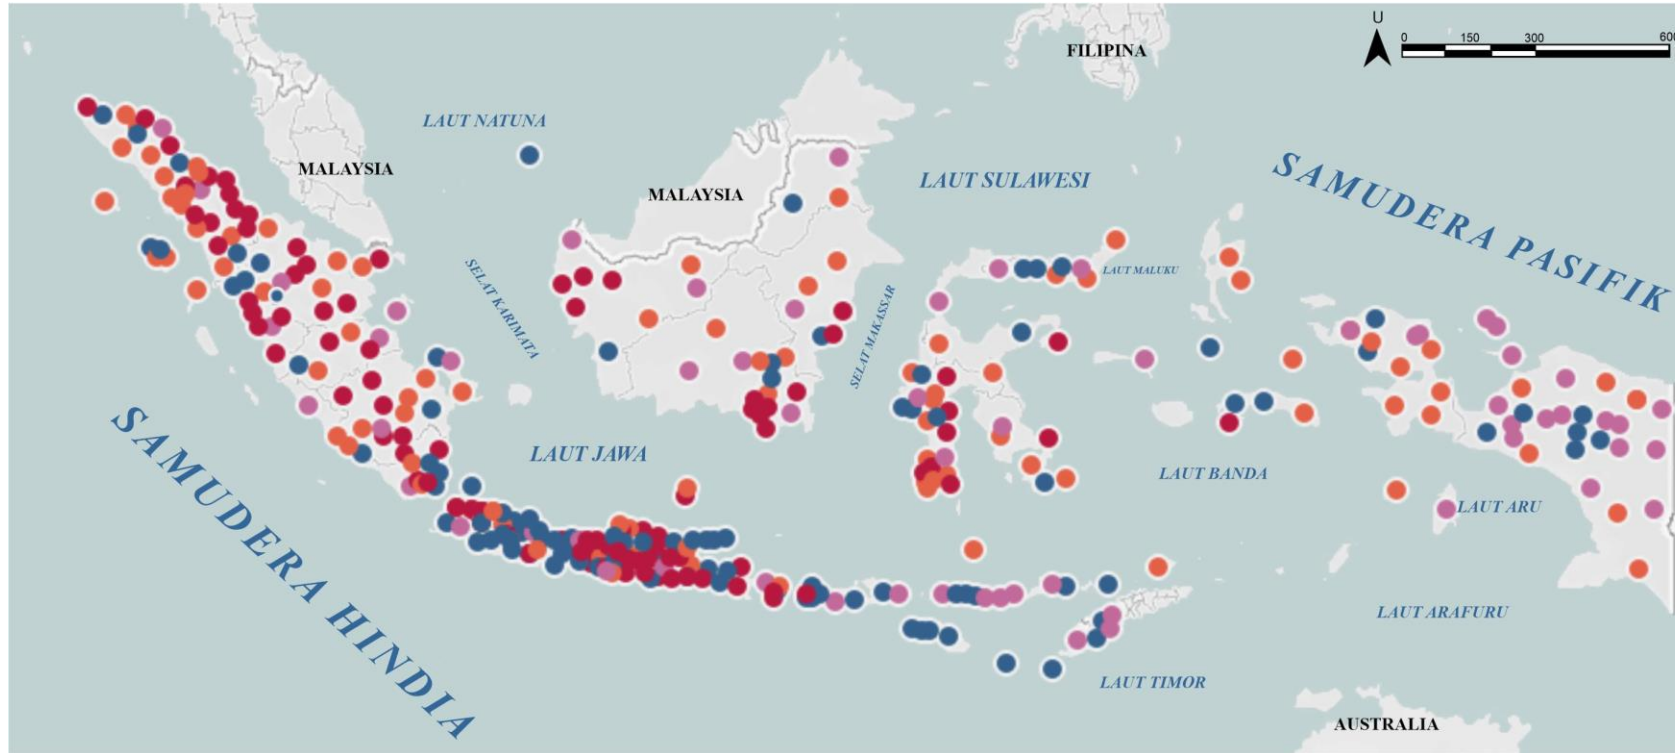 U
0 150 300 600
FILIPINA
LAUT NATUNA
MALAYSIA
MALAYSIA
LAUT SULAWESI
SAMUDERA PASIFIK
SELAT KARIMATA
SELAT MAKASSAR
LAUT MALUKU
SAMUDERA HINDIA
LAUT JAWA
LAUT BANDA
LAUT ARU
LAUT ARAFURU
LAUT TIMOR
AUSTRALIA